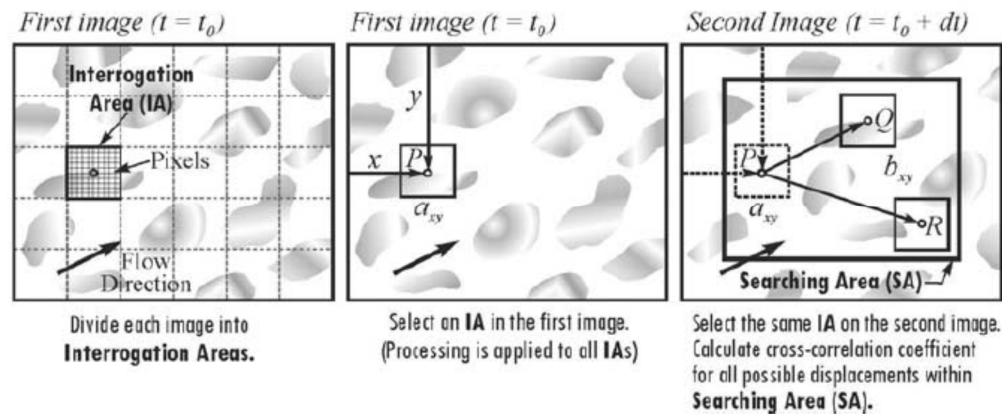 First image (t = t₀)
First image (t = t₀)
Second Image (t = t₀ + dt)
Interrogation
Area (IA)
Pixels
Flow
Direction
y
x
P
aₓᵧ
Q
P
bₓᵧ
aₓᵧ
R
Searching Area (SA)
Divide each image into
Interrogation Areas.
Select an IA in the first image.
(Processing is applied to all IAs)
Select the same IA on the second image.
Calculate cross-correlation coefficient
for all possible displacements within
Searching Area (SA).